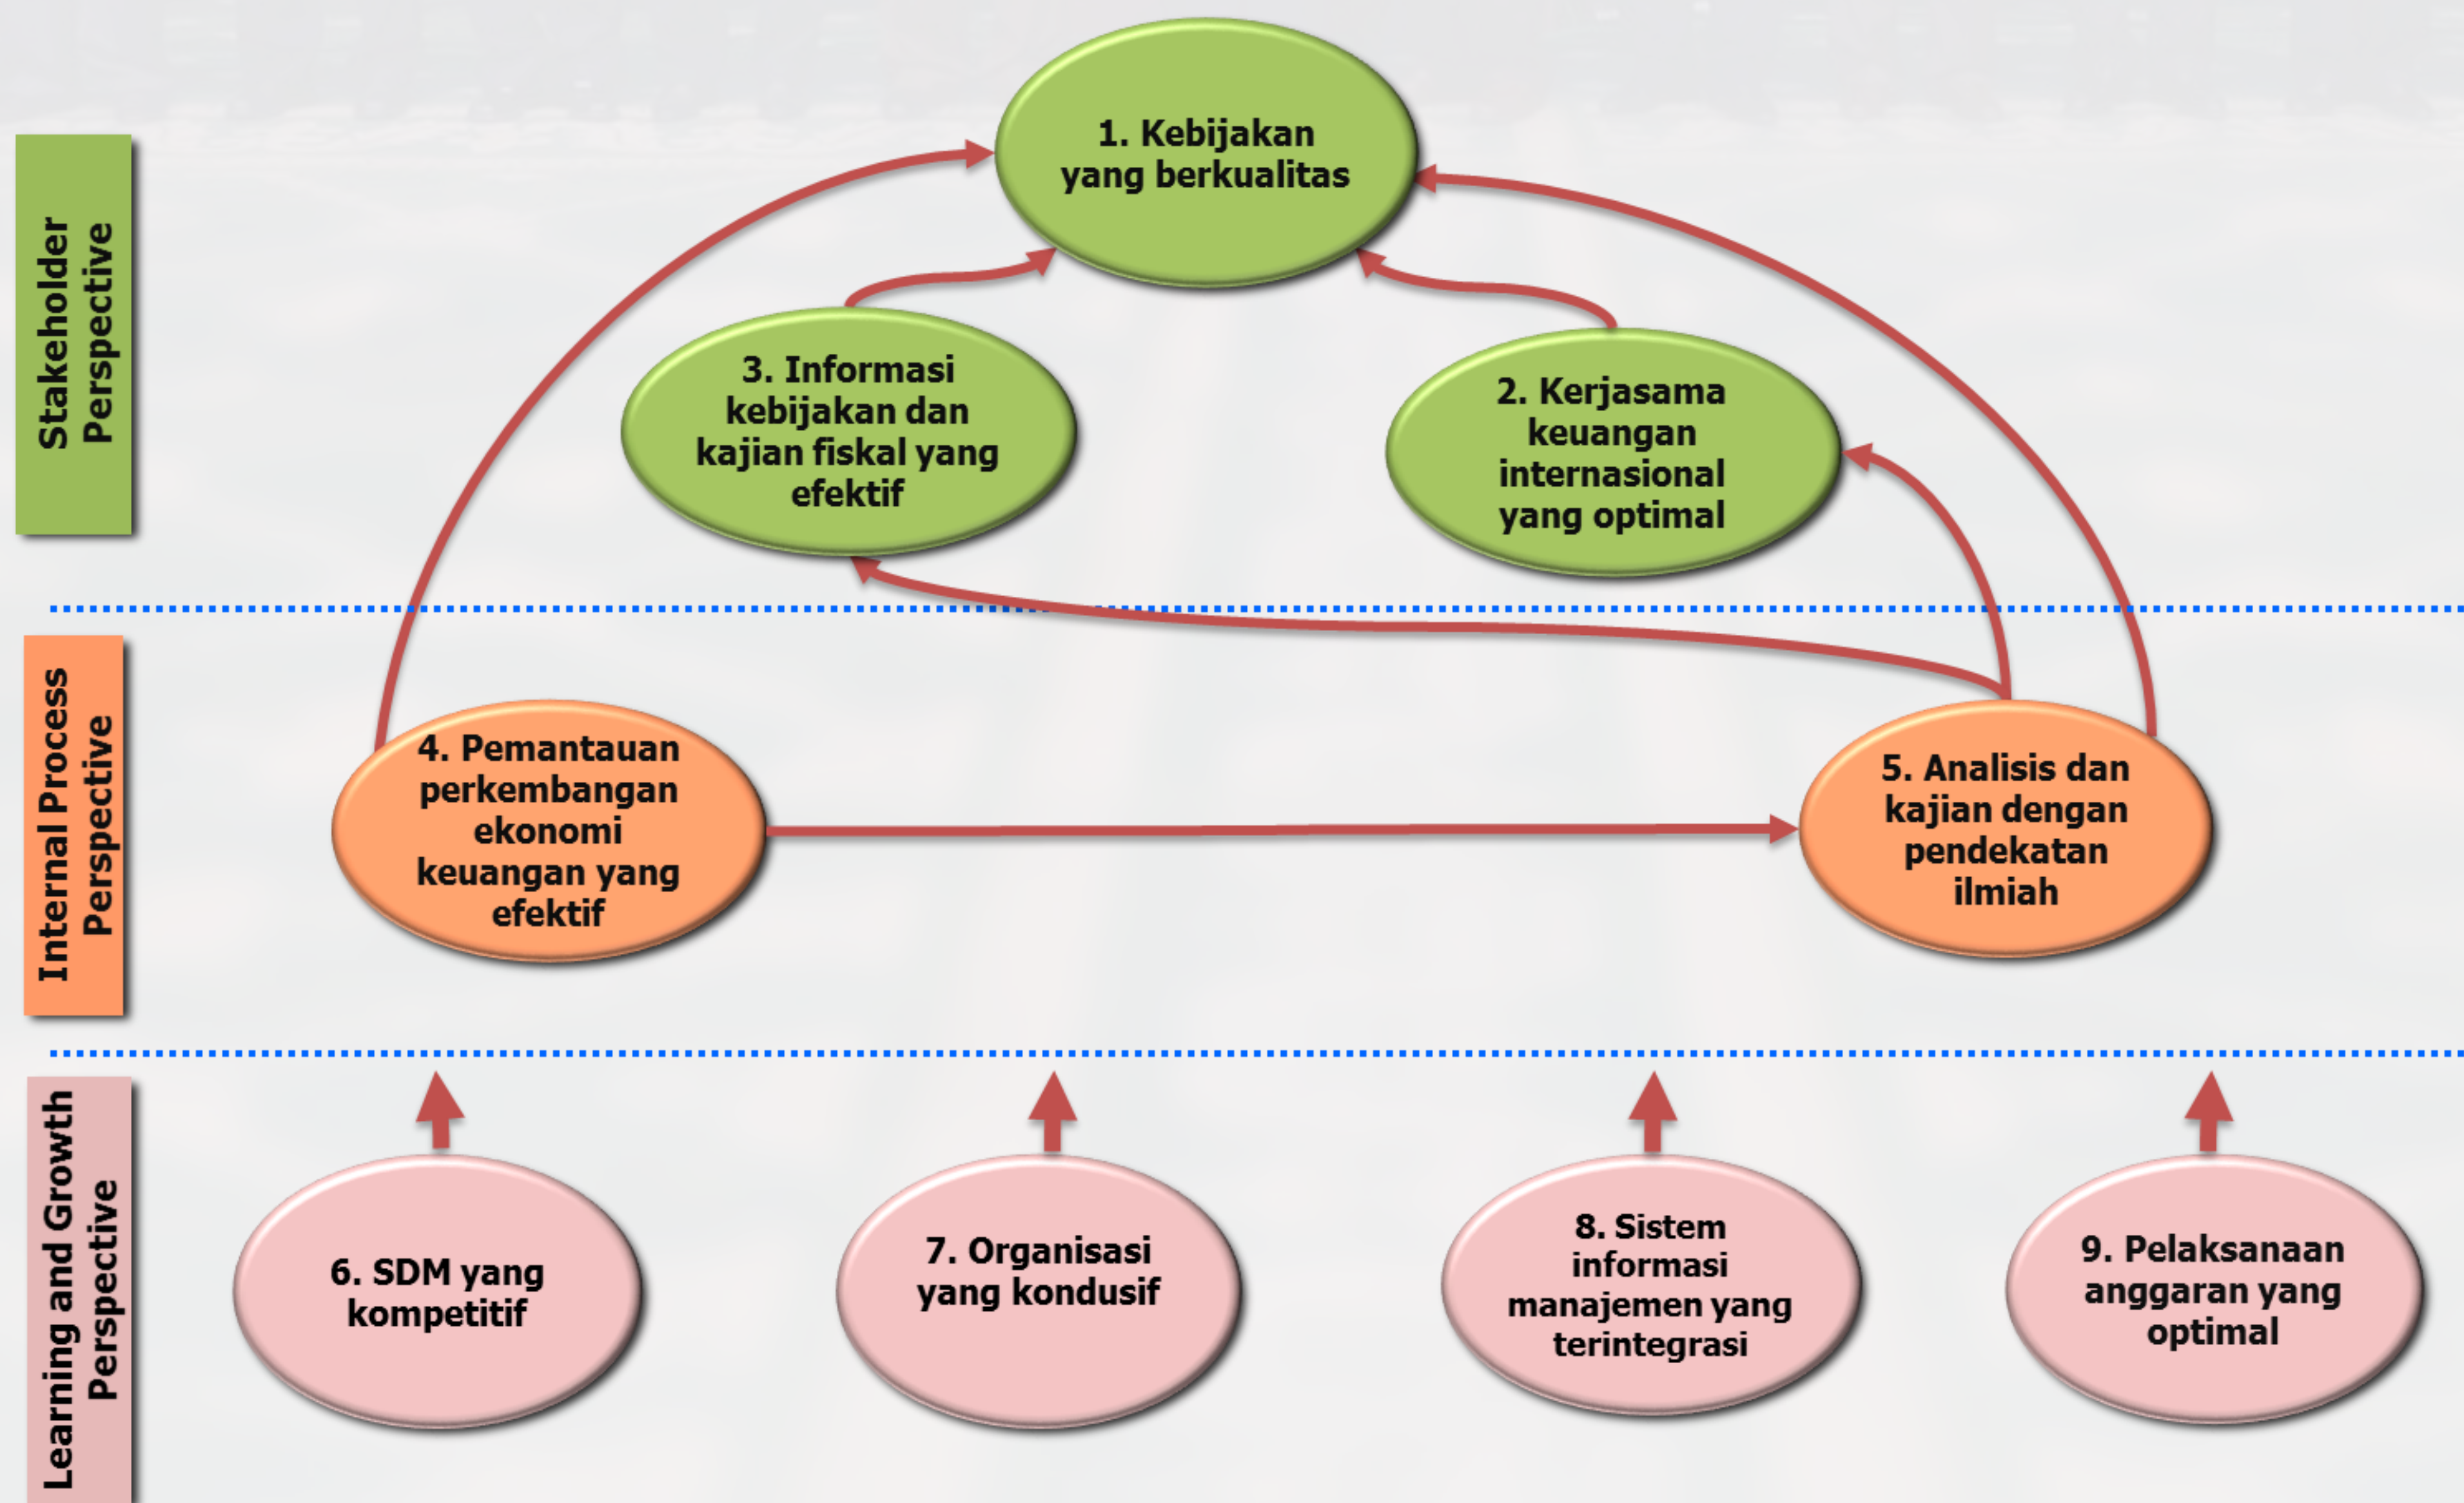 Stakeholder
Perspective
1. Kebijakan
yang berkualitas
3. Informasi
kebijakan dan
kajian fiskal yang
efektif
2. Kerjasama
keuangan
internasional
yang optimal
Internal Process
Perspective
4. Pemantauan
perkembangan
ekonomi
keuangan yang
efektif
5. Analisis dan
kajian dengan
pendekatan
ilmiah
Learning and Growth
Perspective
6. SDM yang
kompetitif
7. Organisasi
yang kondusif
8. Sistem
informasi
manajemen yang
terintegrasi
9. Pelaksanaan
anggaran yang
optimal